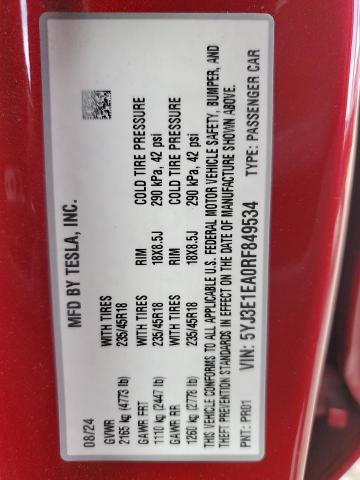 MFD BY TESLA, INC.
08/24
GVWR WITH TIRES RIM COLD TIRE PRESSURE
2165 kg (4773 lb) 235/45R18 18X8.5J 290 kPa, 42 psi
GAWR FRT WITH TIRES RIM COLD TIRE PRESSURE
1110 kg (2447 lb) 235/45R18 18X8.5J 290 kPa, 42 psi
GAWR RR
1260 kg (2778 lb)
THIS VEHICLE CONFORMS TO ALL APPLICABLE U.S. FEDERAL MOTOR VEHICLE SAFETY, BUMPER, AND
THEFT PREVENTION STANDARDS IN EFFECT ON THE DATE OF MANUFACTURE SHOWN ABOVE.
VIN: 5YJ3E1EA0RF849534 TYPE: PASSENGER CAR
PNT: PR01